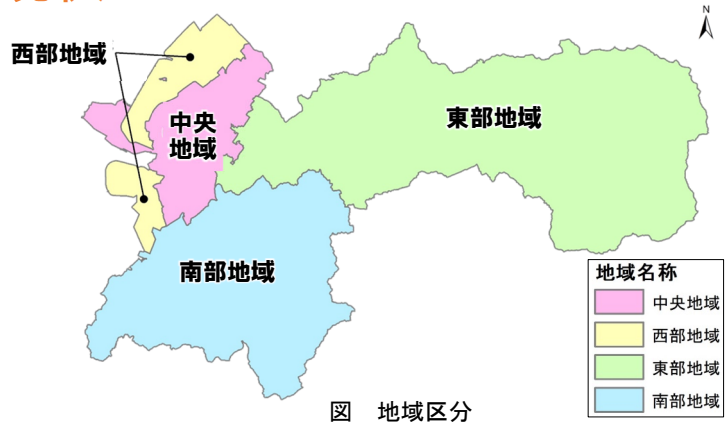 N
西部地域
中央
地域
東部地域
南部地域
地域名称
中央地域
西部地域
東部地域
南部地域
図 地域区分